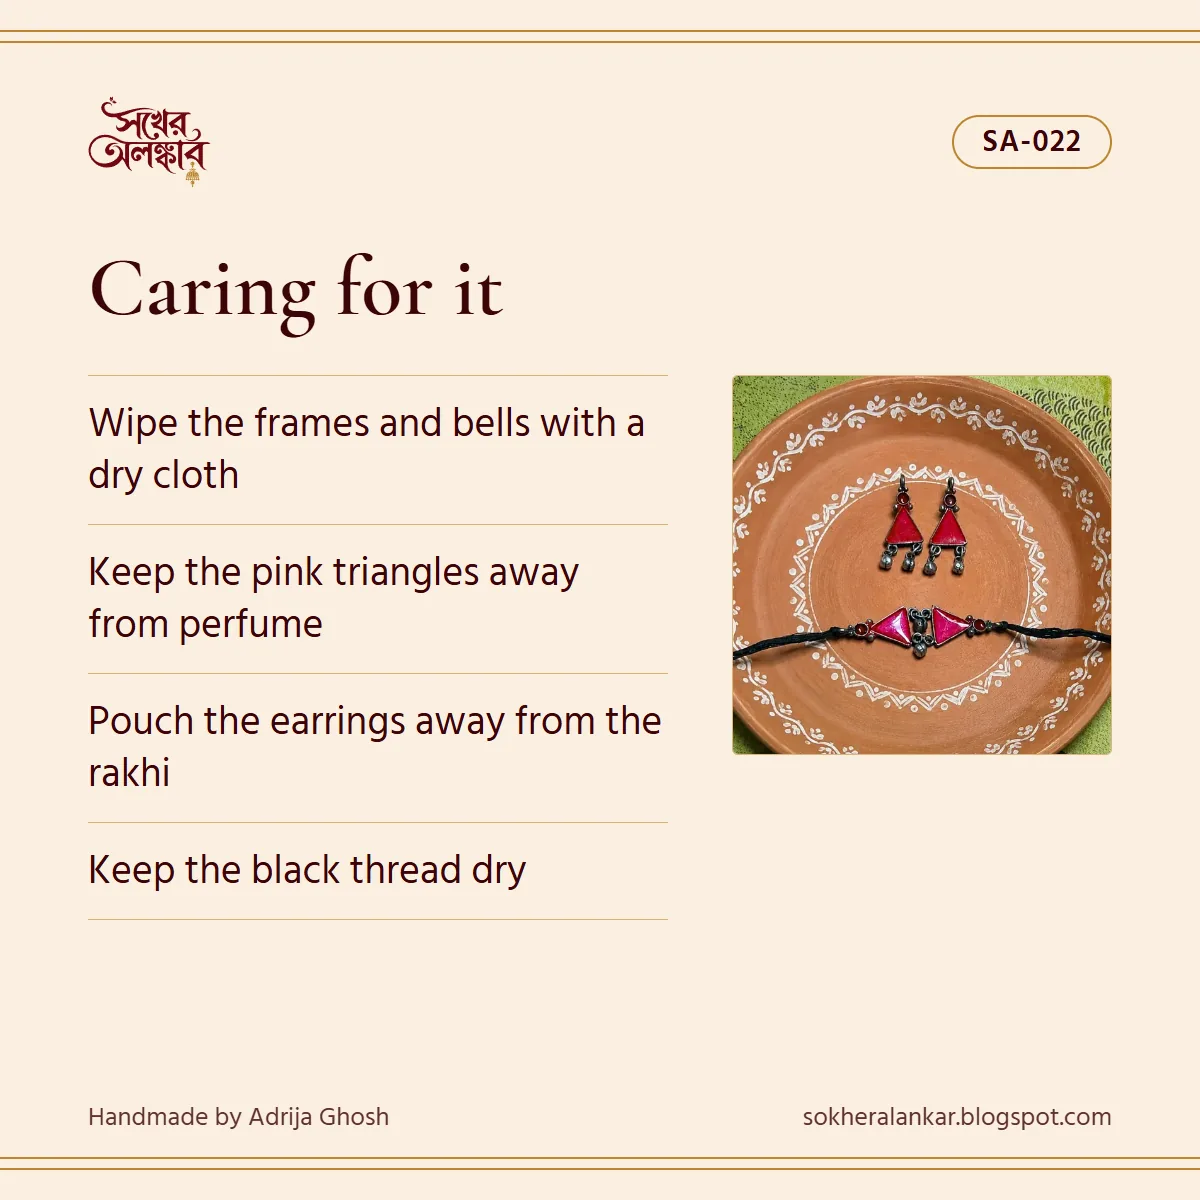 সখের
অলঙ্কার
SA-022
Caring for it
Wipe the frames and bells with a
dry cloth
Keep the pink triangles away
from perfume
Pouch the earrings away from the
rakhi
Keep the black thread dry
Handmade by Adrija Ghosh
sokheralankar.blogspot.com